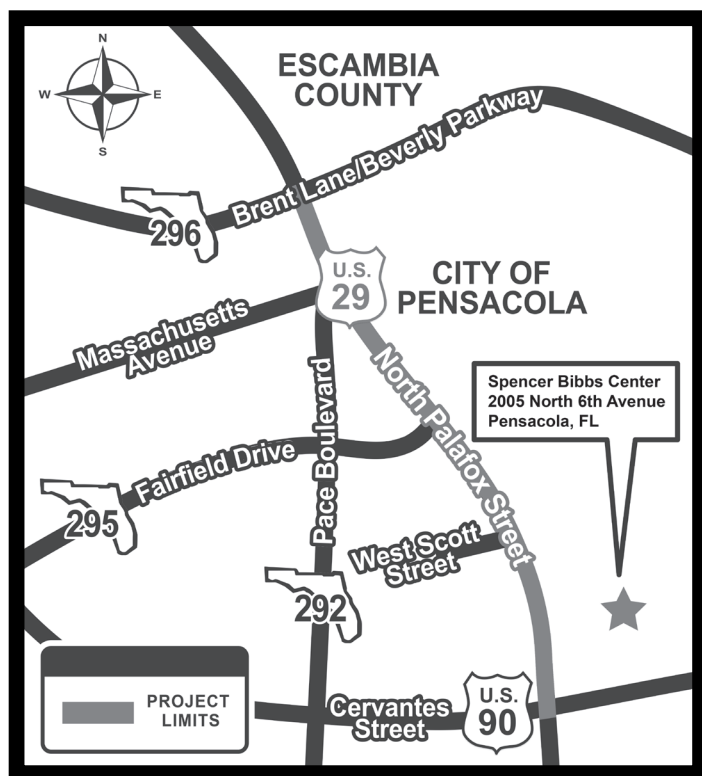 N
W
E
S
ESCAMBIA
COUNTY
Brent Lane/Beverly Parkway
296
U.S.
29
CITY OF
PENSACOLA
Massachusetts
Avenue
North Palafox Street
Pace Boulevard
Spencer Bibbs Center
2005 North 6th Avenue
Pensacola, FL
Fairfield Drive
295
West Scott
Street
292
PROJECT
LIMITS
Cervantes
Street
U.S.
90